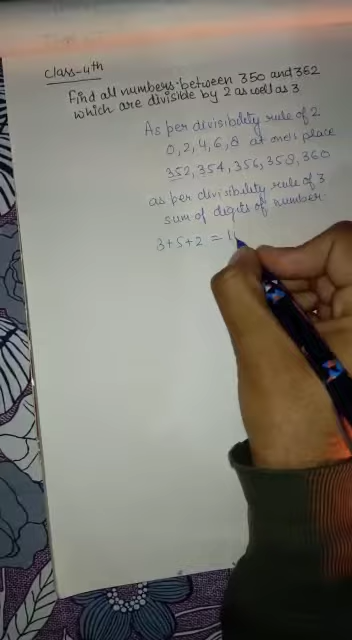 Class-4th
Find all numbers between 350 and 362
which are divisible by 2 as well as 3
As per divisibility rule of 2
0,2,4,6,8 at one's place
352,354,356,358,360
as per divisibility rule of 3
sum of digits of number.
3+5+2 = 1